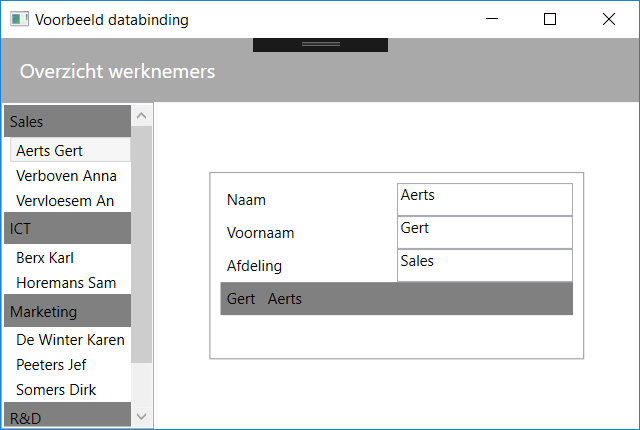 Voorbeeld databinding
Overzicht werknemers
Sales
Aerts Gert
Verboven Anna
Vervloesem An
ICT
Berx Karl
Horemans Sam
Marketing
De Winter Karen
Peeters Jef
Somers Dirk
R&D
Naam Aerts
Voornaam Gert
Afdeling Sales
Gert Aerts